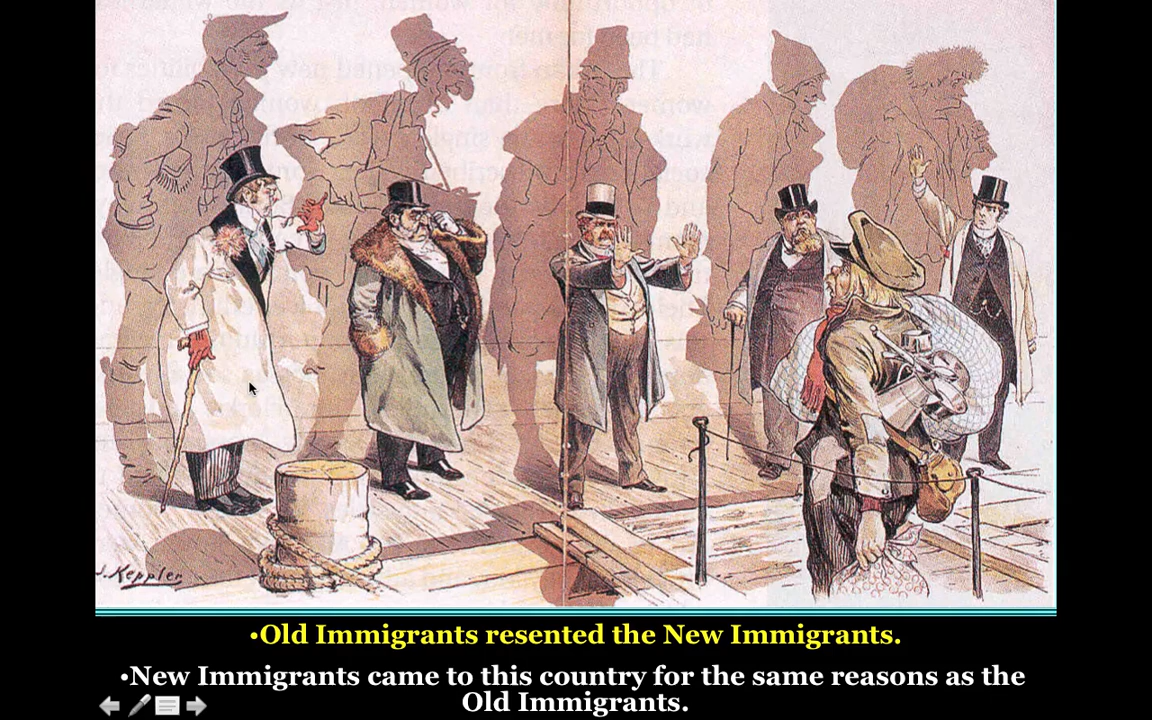 J. Keppler
•Old Immigrants resented the New Immigrants.
•New Immigrants came to this country for the same reasons as the
Old Immigrants.